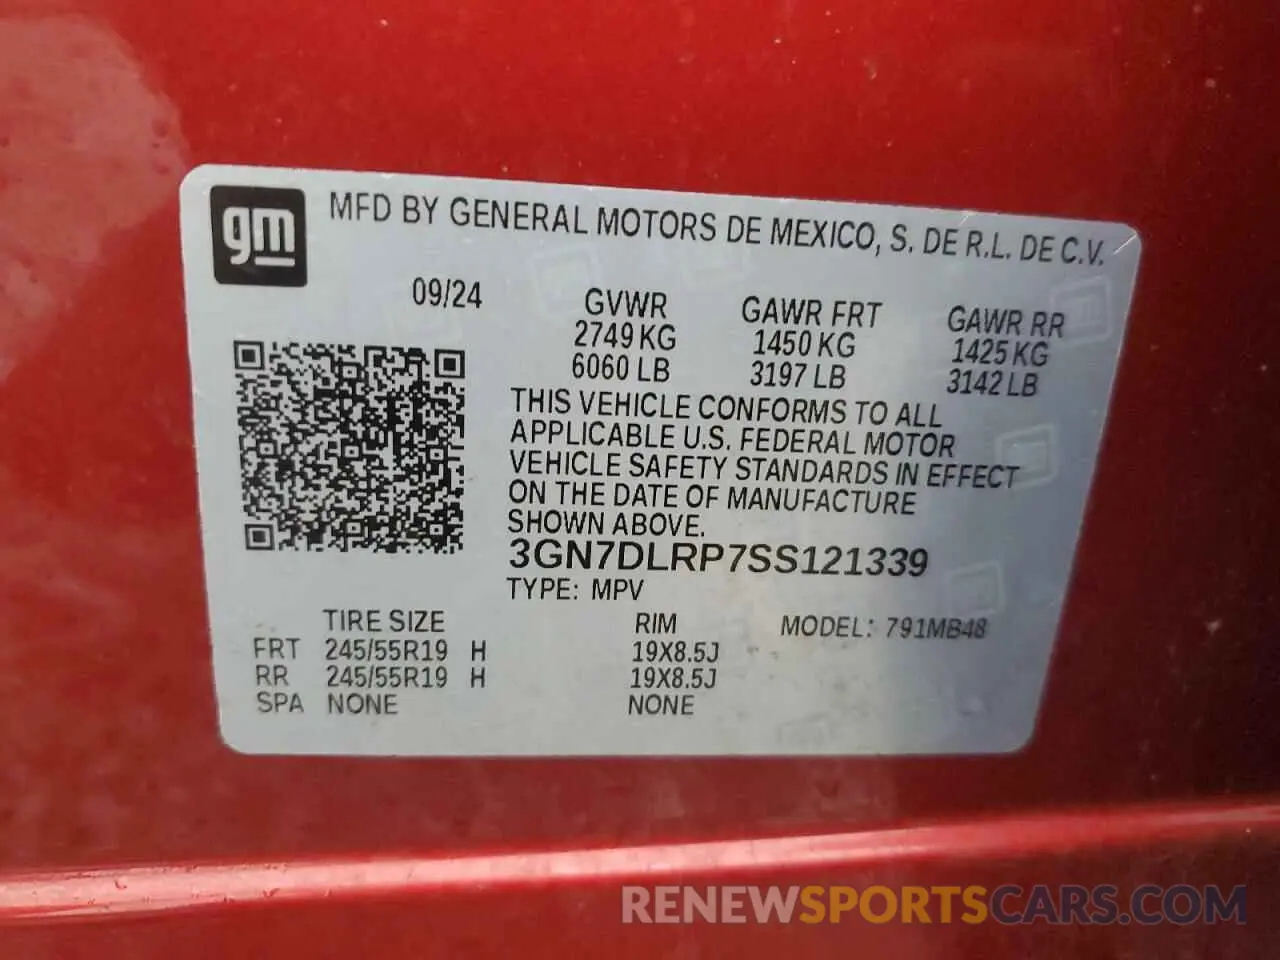 gm
MFD BY GENERAL MOTORS DE MEXICO, S. DE R.L. DE C.V.
09/24
GVWR GAWR FRT GAWR RR
2749 KG 1450 KG 1425 KG
6060 LB 3197 LB 3142 LB
THIS VEHICLE CONFORMS TO ALL
APPLICABLE U.S. FEDERAL MOTOR
VEHICLE SAFETY STANDARDS IN EFFECT
ON THE DATE OF MANUFACTURE
SHOWN ABOVE.
3GN7DLRP7SS121339
TYPE: MPV
TIRE SIZE RIM MODEL: 791MB48
FRT 245/55R19 H 19X8.5J
RR 245/55R19 H 19X8.5J
SPA NONE NONE
RENEWSPORTSCARS.COM